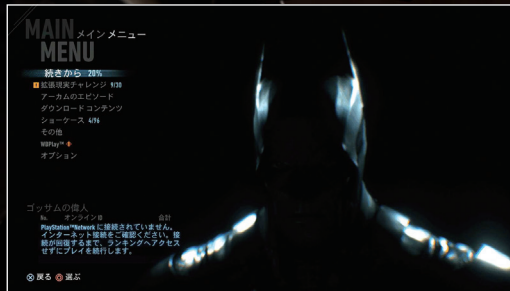 MAIN
MENU
メインメニュー
続きから 20%
拡張現実チャレンジ 9/30
アーカムのエピソード
ダウンロードコンテンツ
ショーケース 4/96
その他
WBPlay™
オプション
ゴッサムの偉人
No. オンラインID 合計
PlayStation™Network に接続されていません。
インターネット接続をご確認ください。接
続が回復するまで、ランキングへアクセス
せずにプレイを続行します。
戻る 選ぶ